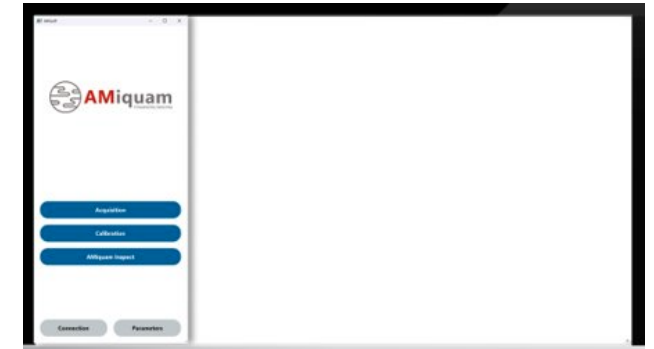 AMiquam
Acquisition
Calibration
AMiquam Inspect
Connection
Parameters